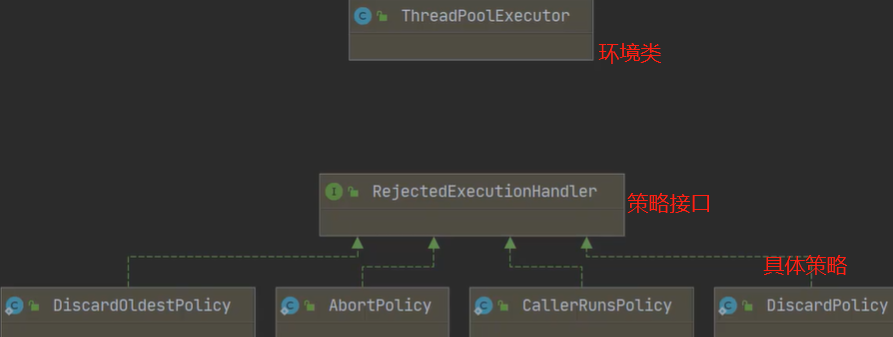 ThreadPoolExecutor
环境类
RejectedExecutionHandler
策略接口
具体策略
DiscardOldestPolicy
AbortPolicy
CallerRunsPolicy
DiscardPolicy